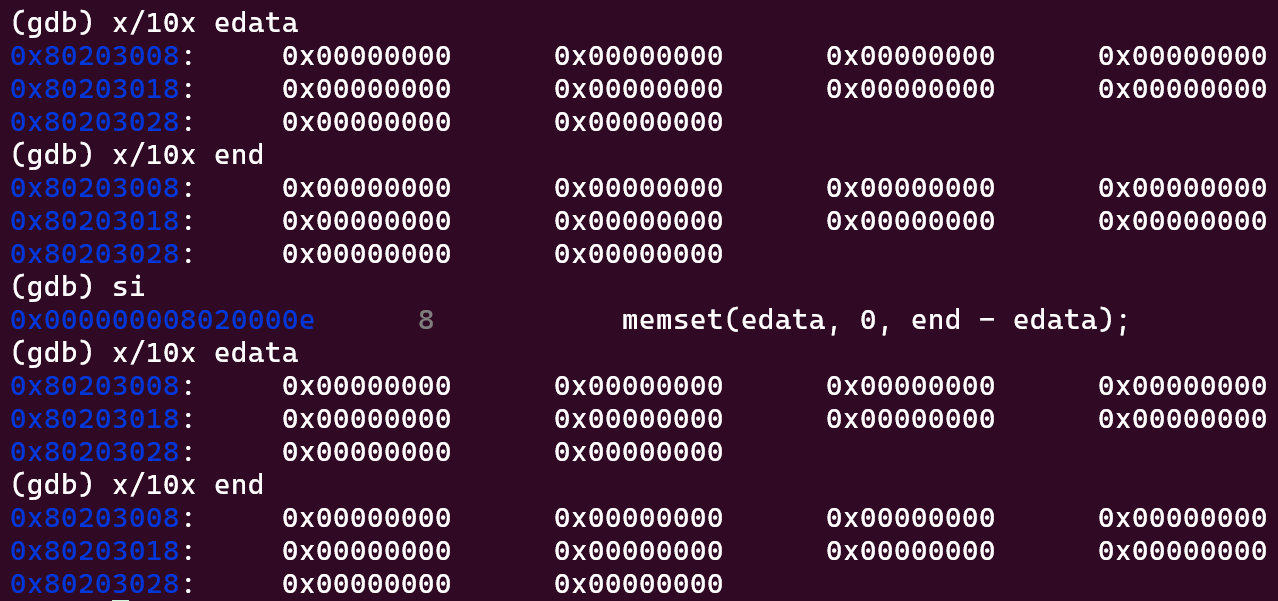 (gdb) x/10x edata
0x80203008:     0x00000000      0x00000000      0x00000000      0x00000000
0x80203018:     0x00000000      0x00000000      0x00000000      0x00000000
0x80203028:     0x00000000      0x00000000
(gdb) x/10x end
0x80203008:     0x00000000      0x00000000      0x00000000      0x00000000
0x80203018:     0x00000000      0x00000000      0x00000000      0x00000000
0x80203028:     0x00000000      0x00000000
(gdb) si
0x000000008020000e      8           memset(edata, 0, end - edata);
(gdb) x/10x edata
0x80203008:     0x00000000      0x00000000      0x00000000      0x00000000
0x80203018:     0x00000000      0x00000000      0x00000000      0x00000000
0x80203028:     0x00000000      0x00000000
(gdb) x/10x end
0x80203008:     0x00000000      0x00000000      0x00000000      0x00000000
0x80203018:     0x00000000      0x00000000      0x00000000      0x00000000
0x80203028:     0x00000000      0x00000000